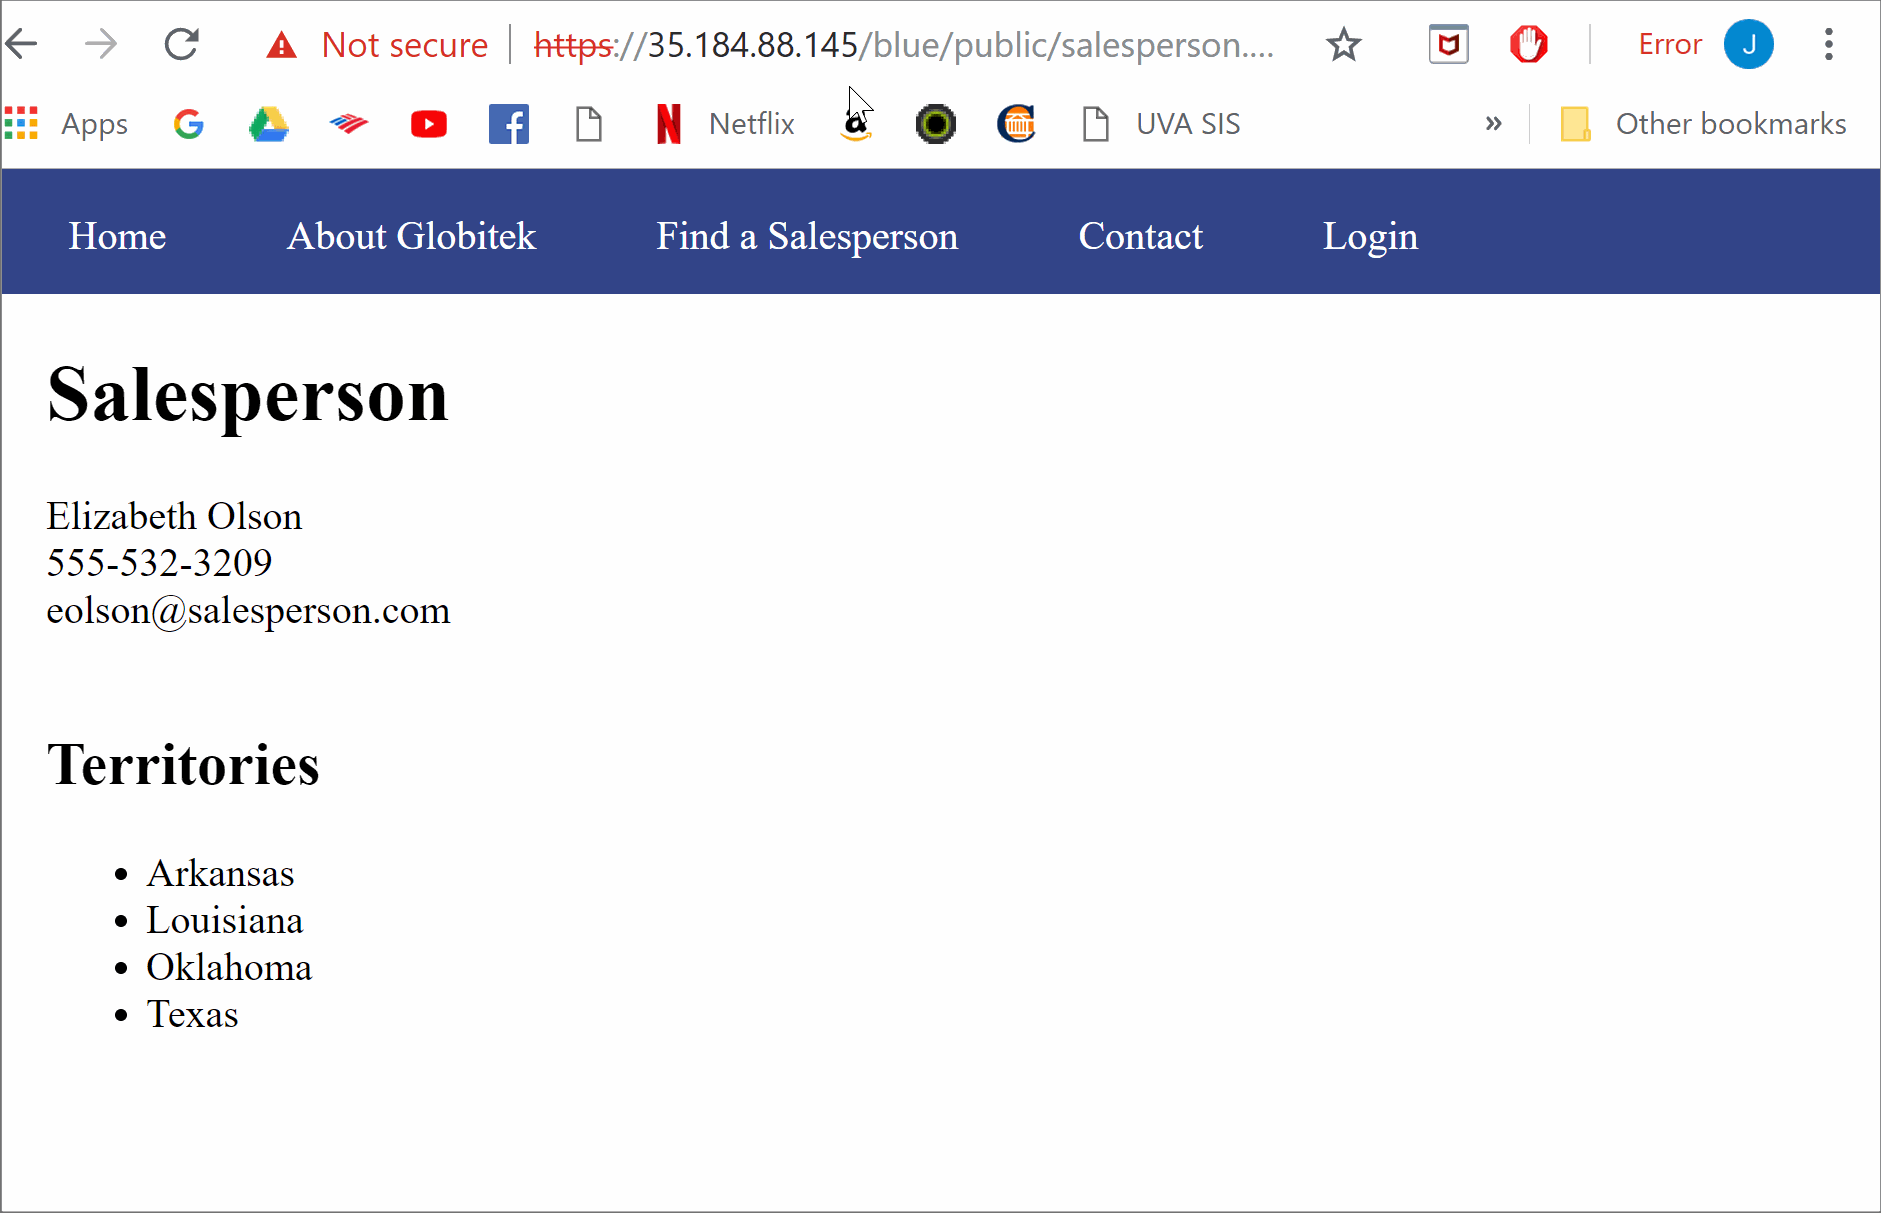 Not secure https://35.184.88.145/blue/public/salesperson.... Error J
Apps Netflix UVA SIS » Other bookmarks
Home About Globitek Find a Salesperson Contact Login
Salesperson
Elizabeth Olson
555-532-3209
eolson@salesperson.com
Territories
• Arkansas
• Louisiana
• Oklahoma
• Texas